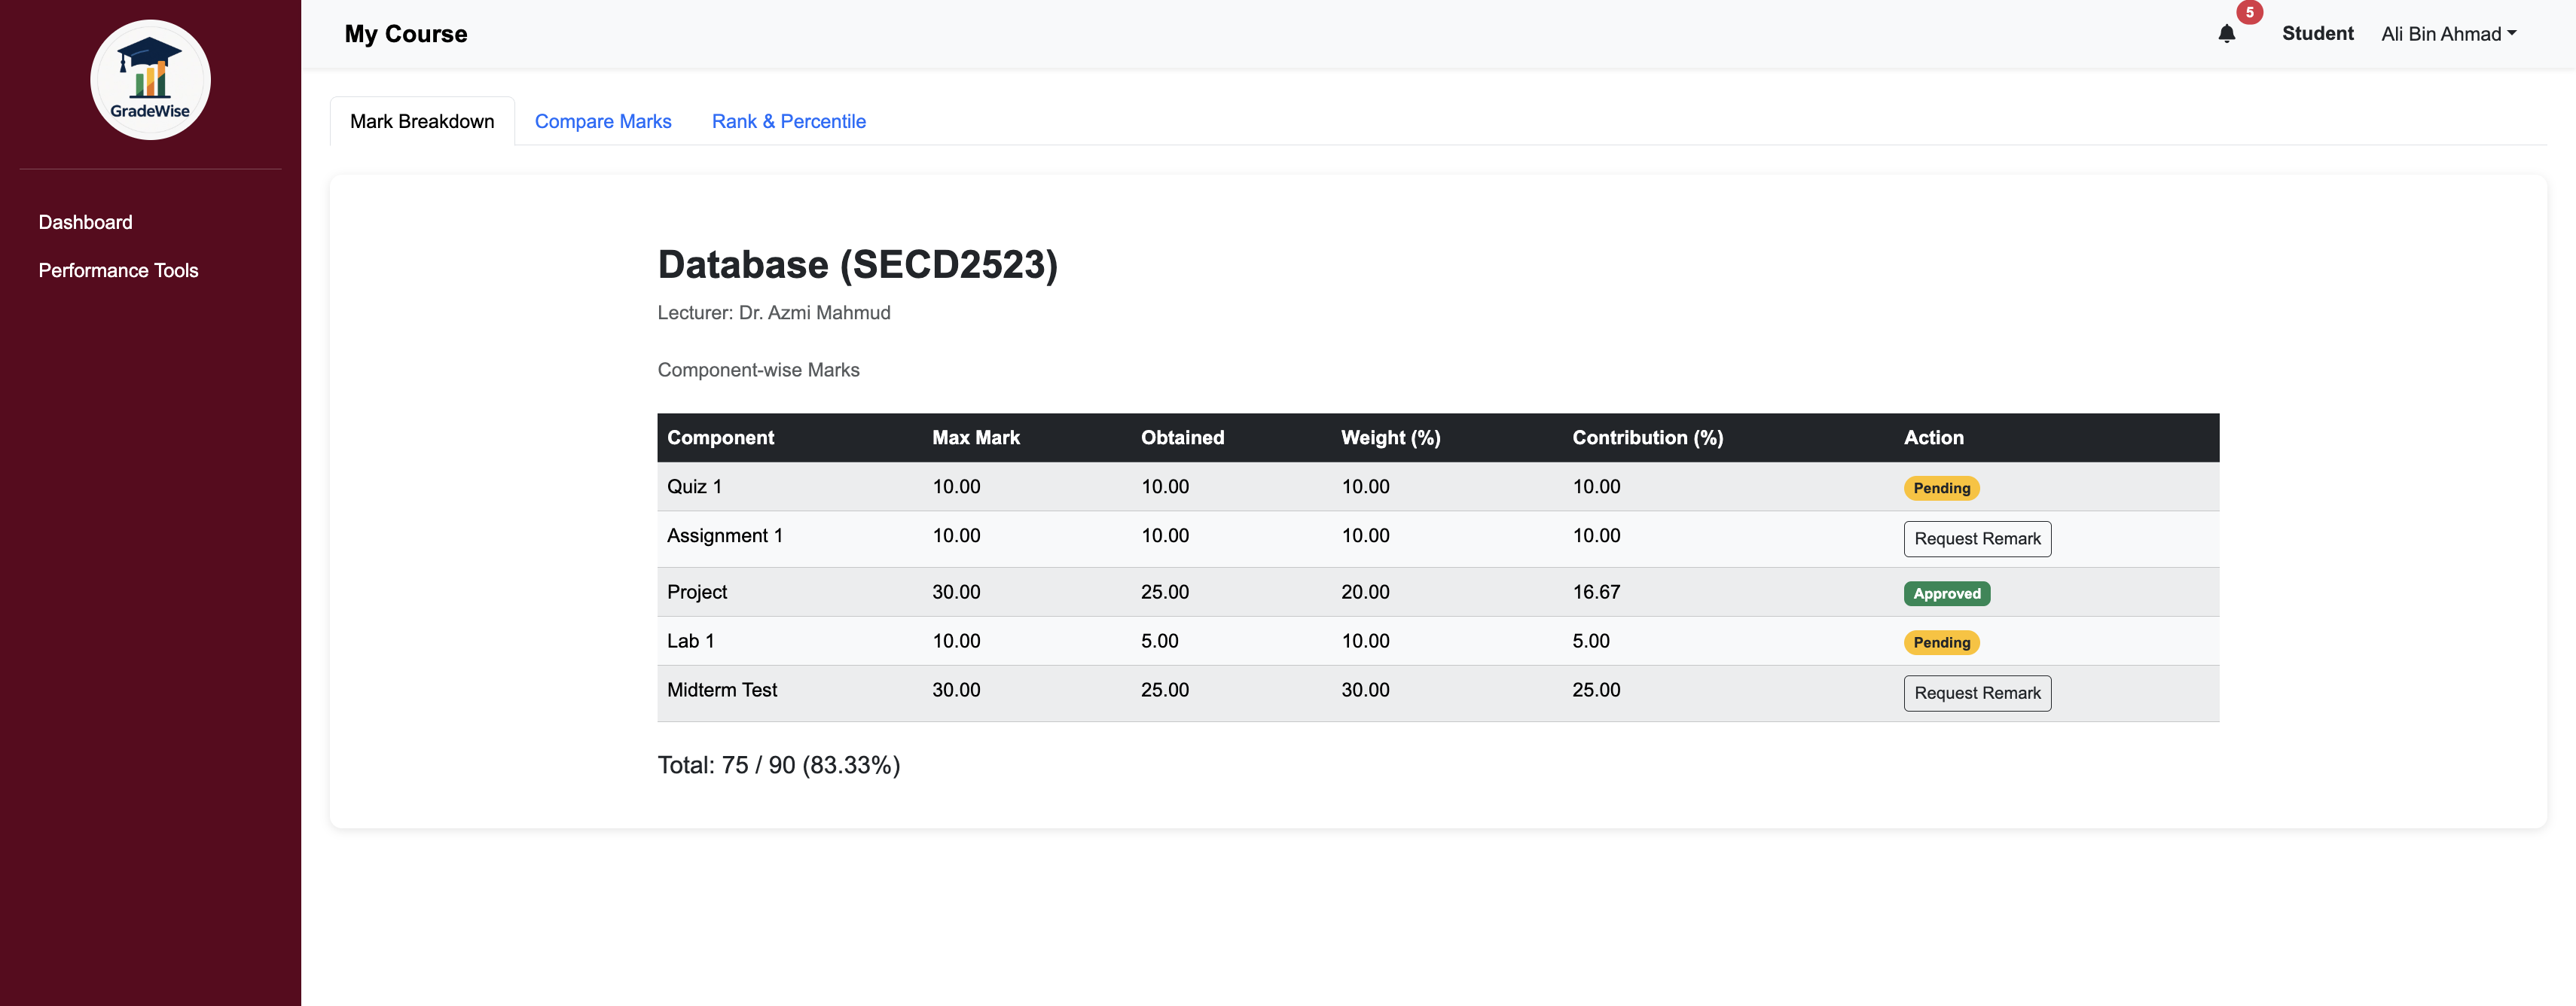 GradeWise
Dashboard
Performance Tools
My Course
5
Student
Ali Bin Ahmad
Mark Breakdown
Compare Marks
Rank & Percentile
Database (SECD2523)
Lecturer: Dr. Azmi Mahmud
Component-wise Marks
Component Max Mark Obtained Weight (%) Contribution (%) Action
Quiz 1 10.00 10.00 10.00 10.00 Pending
Assignment 1 10.00 10.00 10.00 10.00 Request Remark
Project 30.00 25.00 20.00 16.67 Approved
Lab 1 10.00 5.00 10.00 5.00 Pending
Midterm Test 30.00 25.00 30.00 25.00 Request Remark
Total: 75 / 90 (83.33%)